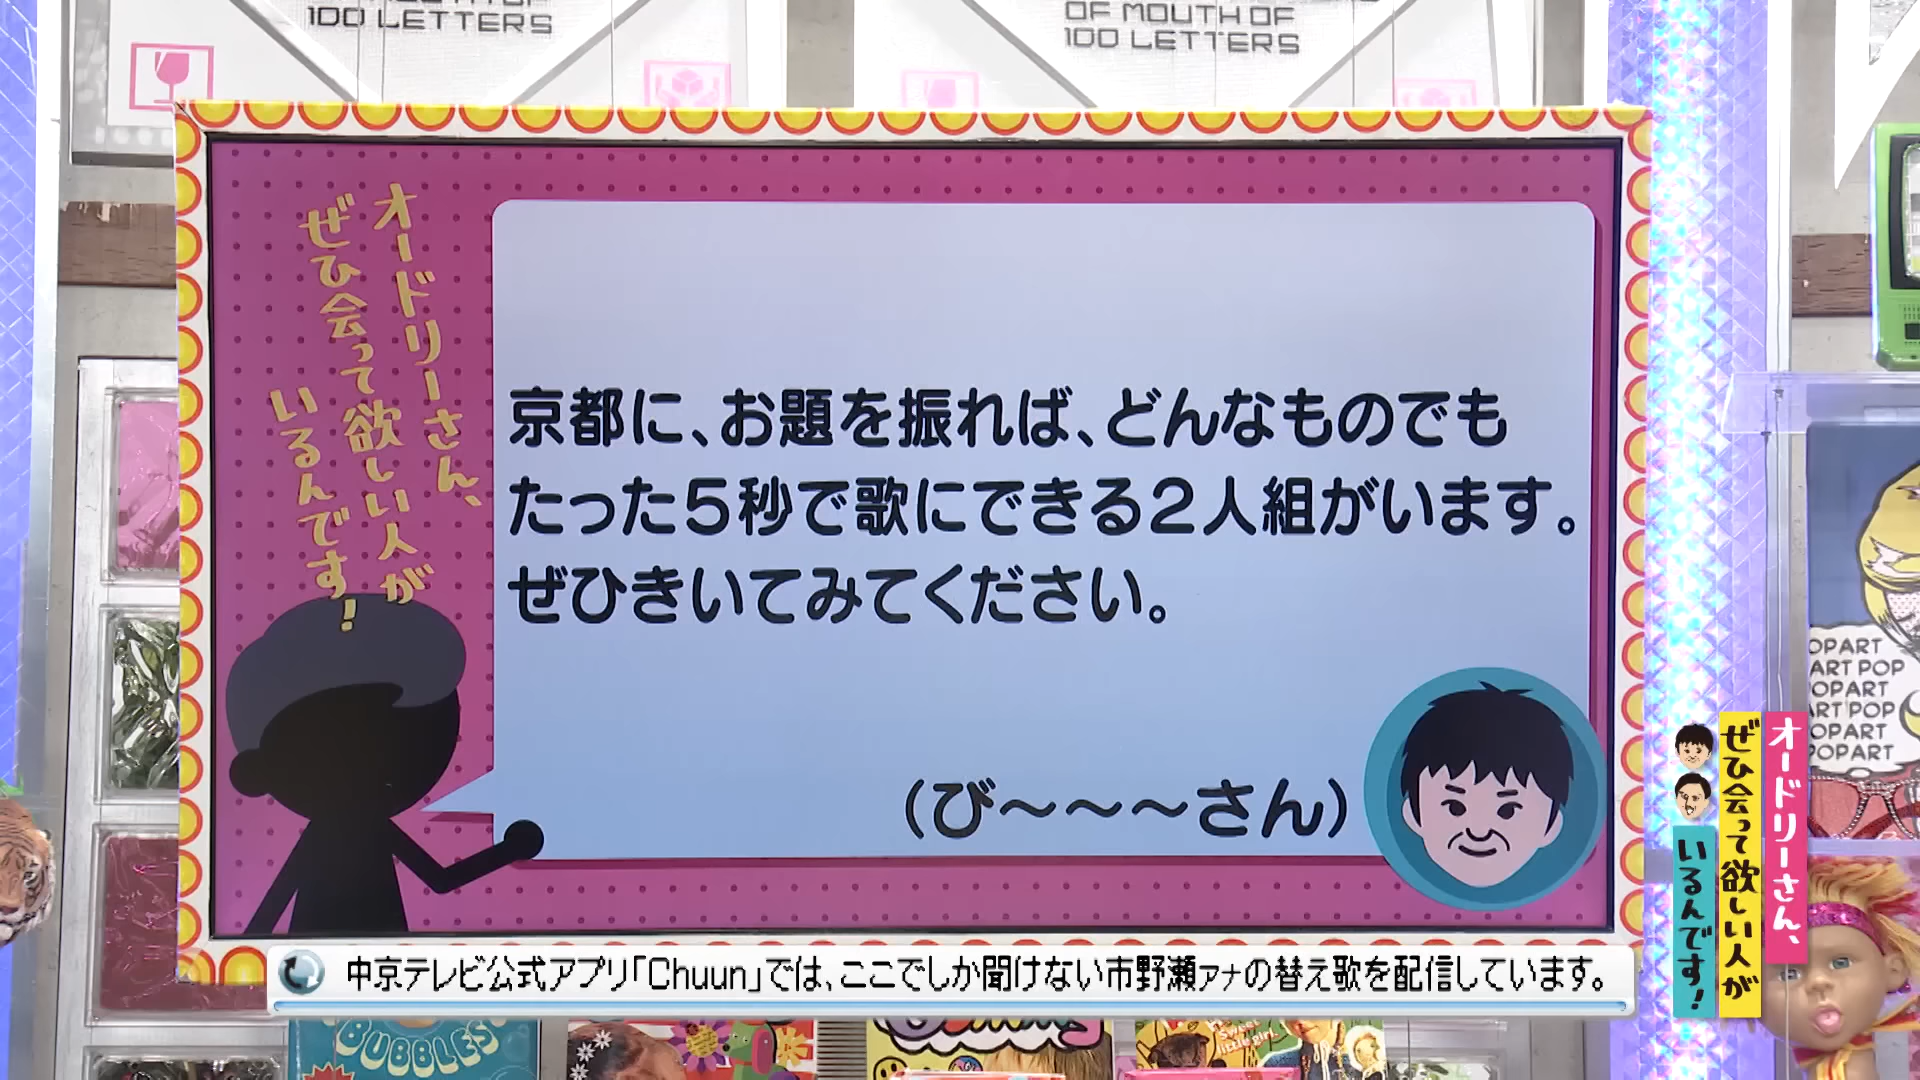 100 LETTERS
OF MOUTH OF
100 LETTERS
オードリーさん、
ぜひ会って欲しい人が
いるんです!
京都に、お題を振れば、どんなものでも
たった5秒で歌にできる2人組がいます。
ぜひきいてみてください。
(び〜〜〜さん)
オードリーさん、
ぜひ会って欲しい人が
いるんです!
中京テレビ公式アプリ「Chuun」では、ここでしか聞けない市野瀬アナの替え歌を配信しています。
OPART
ART POP
OPART
ART POP
OPART
POPART
BUBBLES
Sweet
little girl